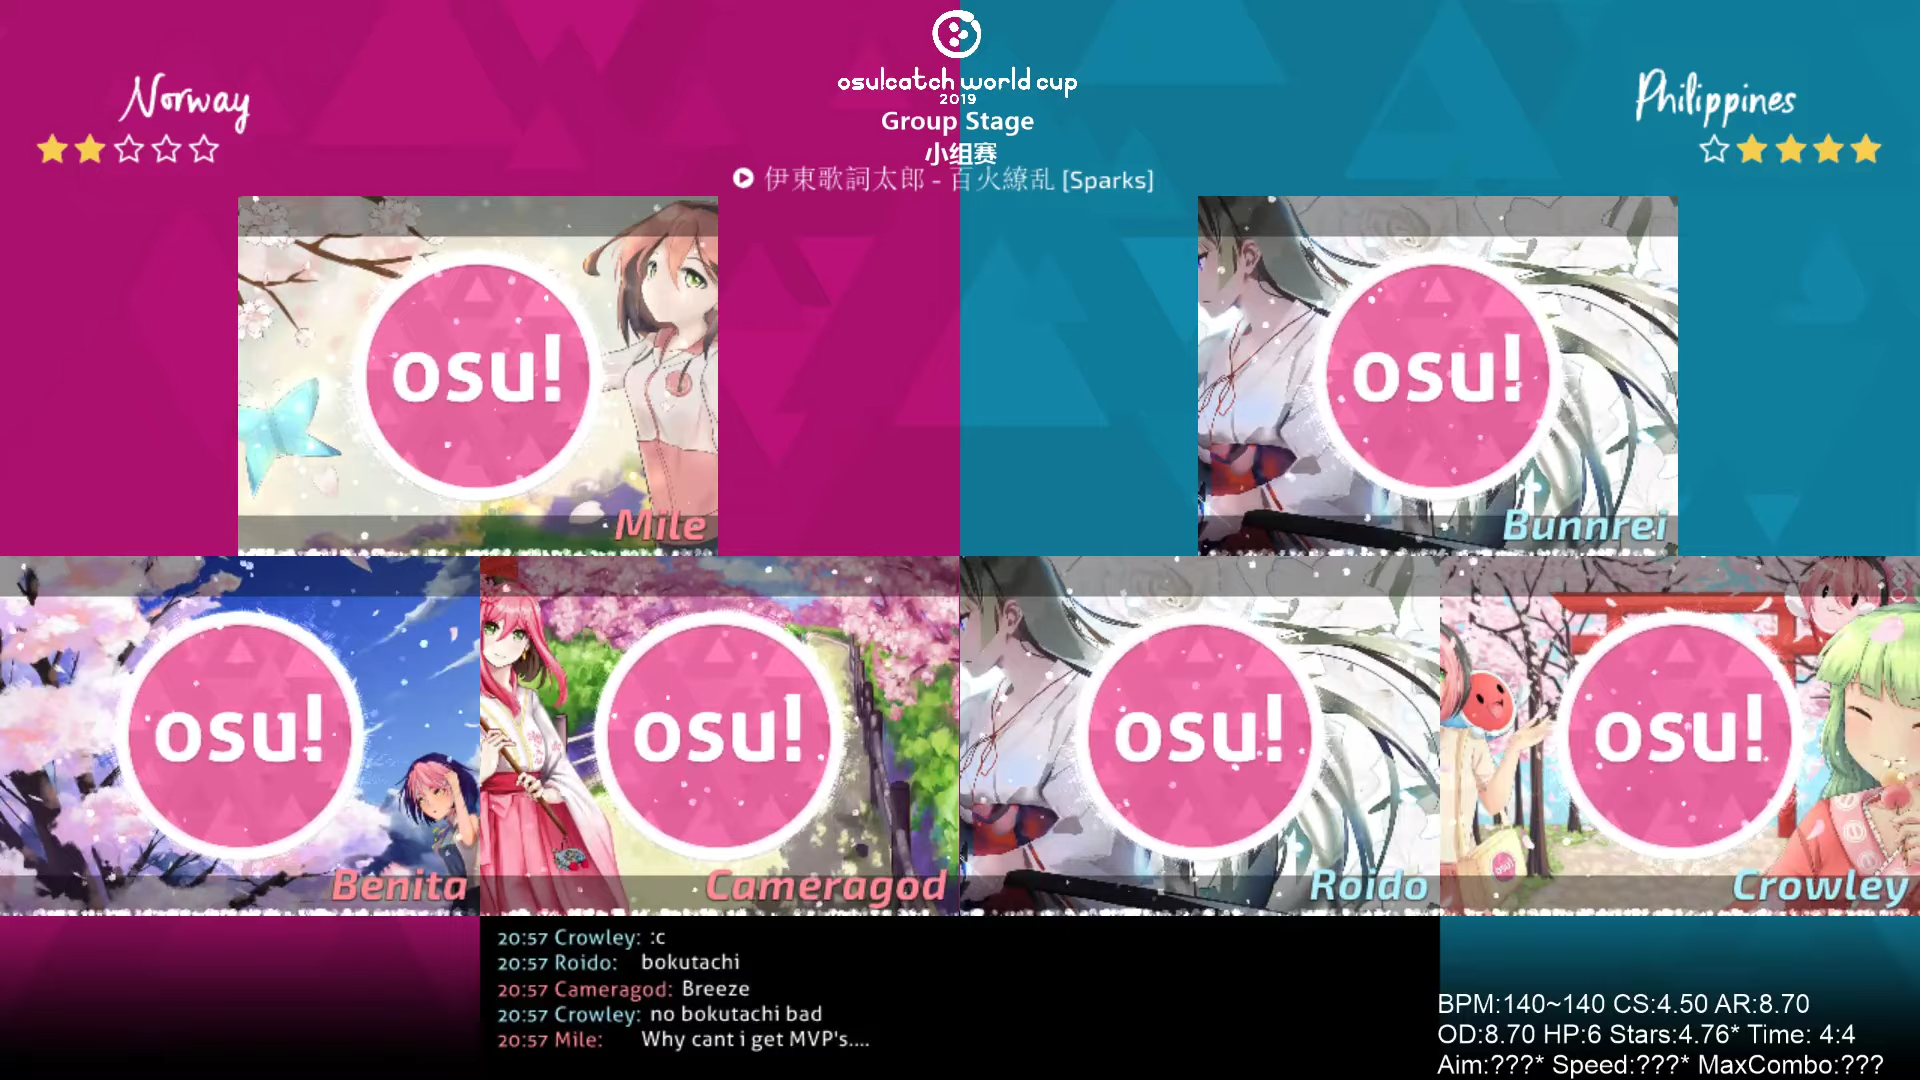 osu!catch world cup
2019
Norway
Philippines
Group Stage
小组赛
伊東歌詞太郎 - 百火繚乱 [Sparks]
osu!
Mile
osu!
Bunnrei
osu!
Benita
osu!
Cameragod
osu!
Roido
osu!
osu!
Crowley
20:57 Crowley: :c
20:57 Roido: bokutachi
20:57 Cameragod: Breeze
20:57 Crowley: no bokutachi bad
20:57 Mile: Why cant i get MVP's....
BPM:140~140 CS:4.50 AR:8.70
OD:8.70 HP:6 Stars:4.76* Time: 4:4
Aim:???* Speed:???* MaxCombo:???